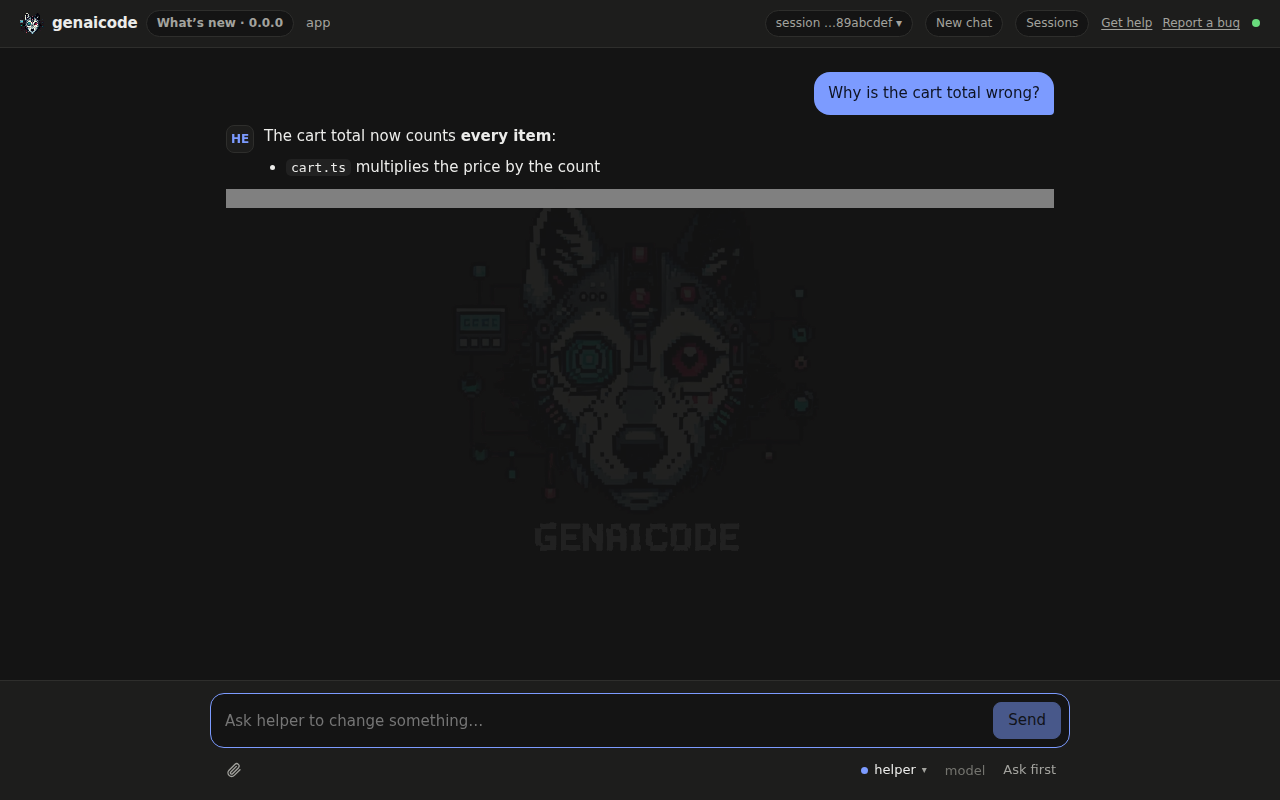 genaicode
What's new · 0.0.0
app
session …89abcdef ▾
New chat
Sessions
Get help
Report a bug
Why is the cart total wrong?
HE
The cart total now counts every item:
• cart.ts multiplies the price by the count
GENAICODE
Ask helper to change something…
Send
helper ▾
model
Ask first